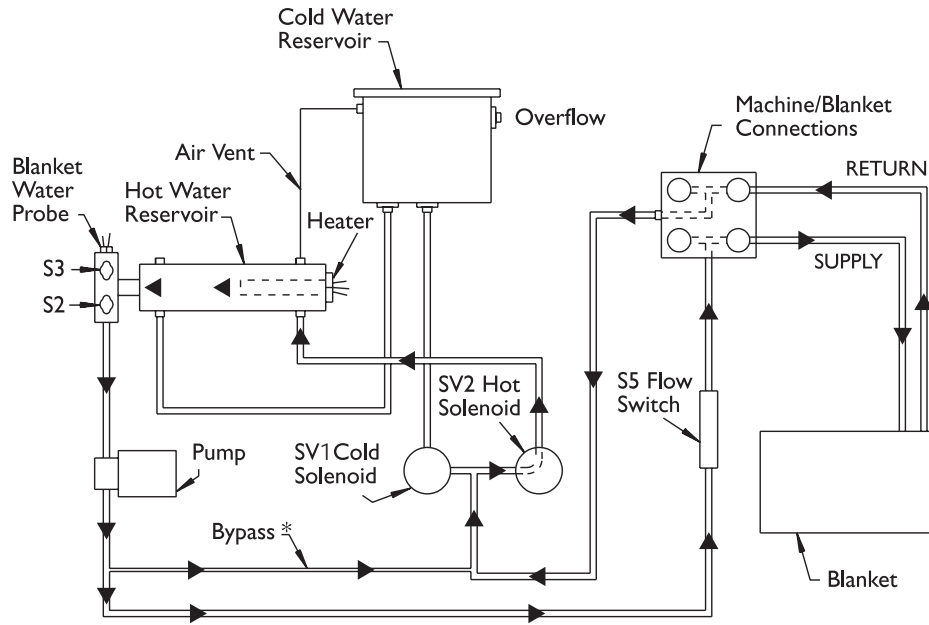 Cold Water
Reservoir
Overflow
Machine/Blanket
Connections
Air Vent
Blanket
Water
Probe
Hot Water
Reservoir
Heater
RETURN
S3
S2
SUPPLY
SV2 Hot
Solenoid
S5 Flow
Switch
Pump
SV1Cold
Solenoid
Bypass *
Blanket